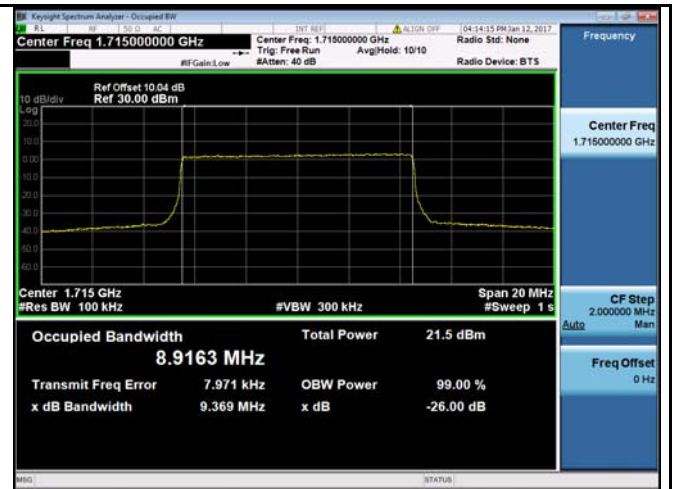 Keysight Spectrum Analyzer - Occupied BW
RL RF 50 Ω AC INT REF ALIGN OFF 04:14:15 PM Jan 12, 2017
Center Freq 1.715000000 GHz
Center Freq: 1.715000000 GHz
Radio Std: None
Trig: Free Run Avg|Hold: 10/10
#IFGain:Low #Atten: 40 dB Radio Device: BTS
Frequency
Ref Offset 10.04 dB
10 dB/div Ref 30.00 dBm
Log
20.0
10.0
0.00
10.0
20.0
30.0
40.0
50.0
60.0
Center 1.715 GHz Span 20 MHz
#Res BW 100 kHz #VBW 300 kHz #Sweep 1 s
Occupied Bandwidth Total Power 21.5 dBm
8.9163 MHz
Transmit Freq Error 7.971 kHz OBW Power 99.00 %
x dB Bandwidth 9.369 MHz x dB -26.00 dB
Center Freq
1.715000000 GHz
CF Step
2.000000 MHz
Auto Man
Freq Offset
0 Hz
MSG STATUS